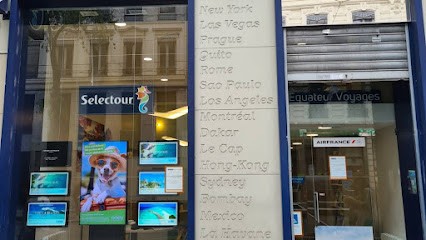 New York
Las Vegas
Prague
Quito
Rome
Sao Paulo
Los Angeles
Montréal
Dakar
Le Cap
Hong-Kong
Sydney
Bombay
Mexico
La Havane
Selectour
Equateur Voyages
AIRFRANCE